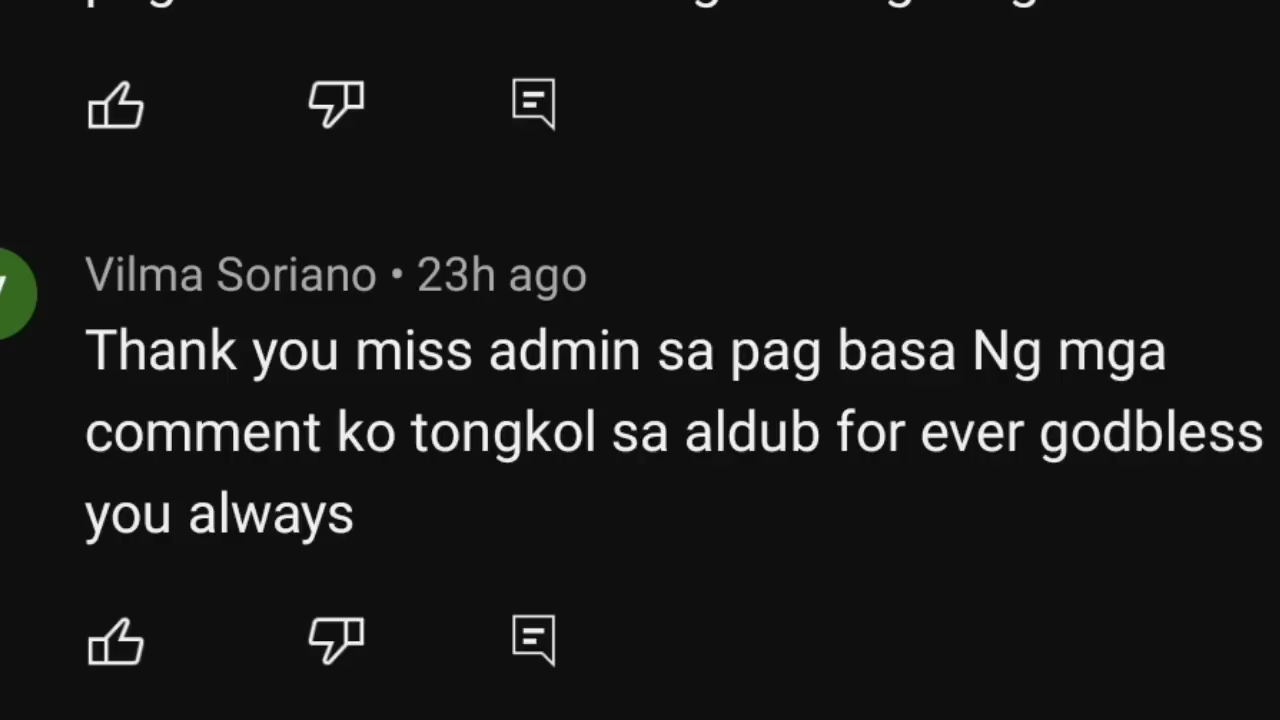 Vilma Soriano • 23h ago
Thank you miss admin sa pag basa Ng mga
comment ko tongkol sa aldub for ever godbless
you always